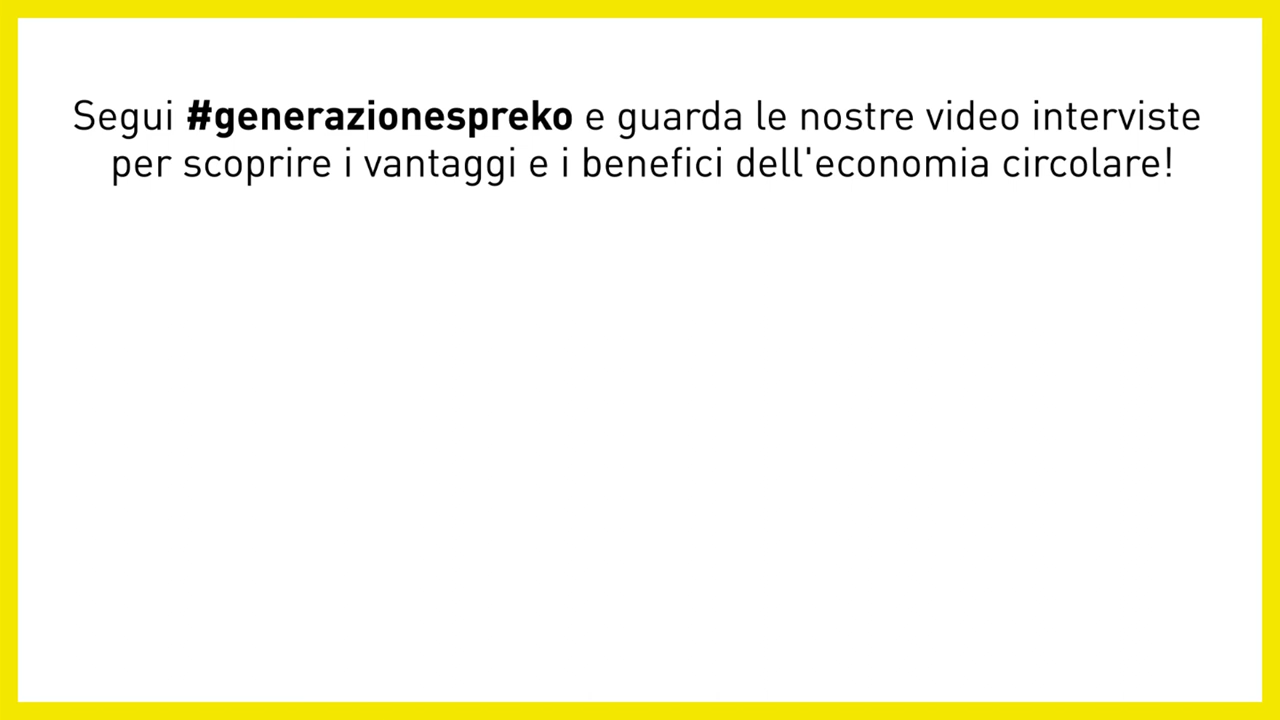 Segui #generazionespreko e guarda le nostre video interviste
per scoprire i vantaggi e i benefici dell'economia circolare!